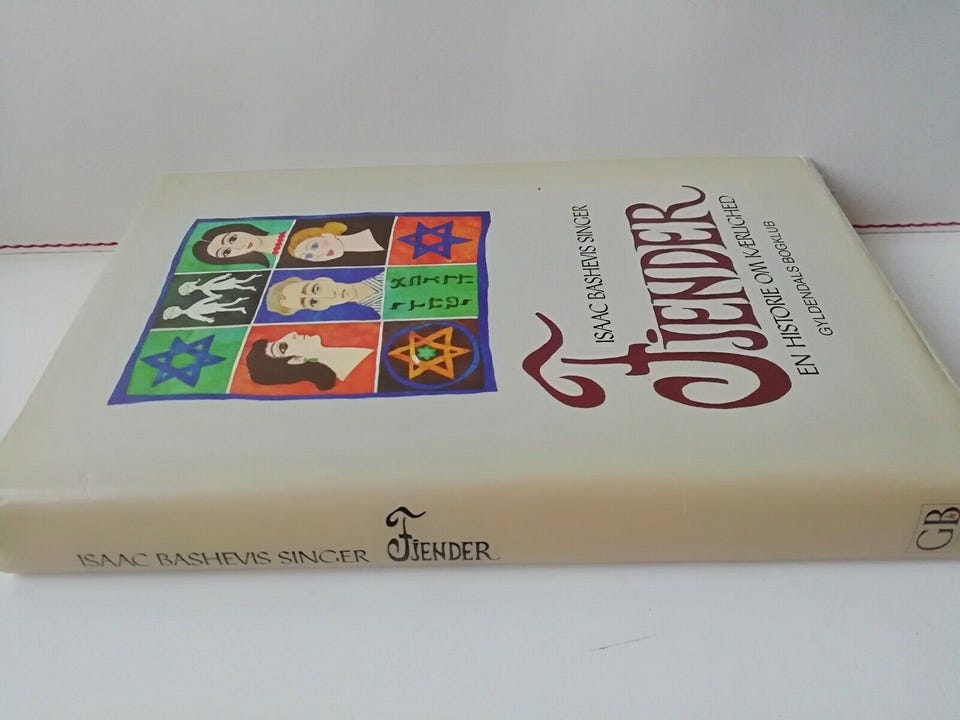 ISAAC BASHEVIS SINGER
FJENDER
EN HISTORIE OM KÆRLIGHED
GYLDENDALS BOGKLUB
ISAAC BASHEVIS SINGER FJENDER
GB